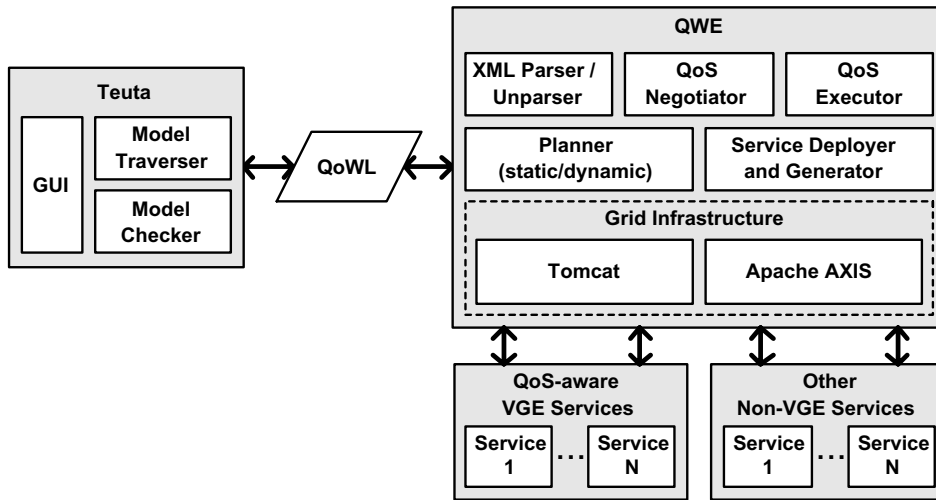 Teuta
GUI
Model
Traverser
Model
Checker
QoWL
QWE
XML Parser /
Unparser
QoS
Negotiator
QoS
Executor
Planner
(static/dynamic)
Service Deployer
and Generator
Grid Infrastructure
Tomcat
Apache AXIS
QoS-aware
VGE Services
Service
1
...
Service
N
Other
Non-VGE Services
Service
1
...
Service
N